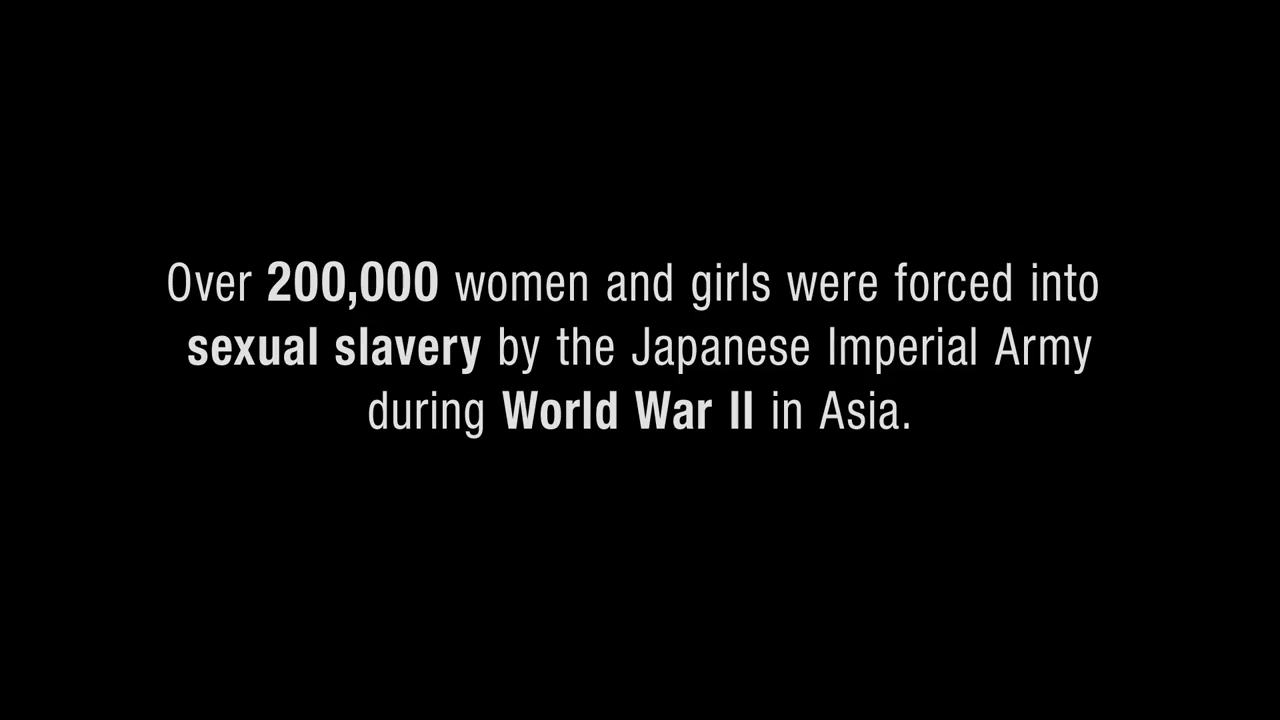 Over 200,000 women and girls were forced into
sexual slavery by the Japanese Imperial Army
during World War II in Asia.